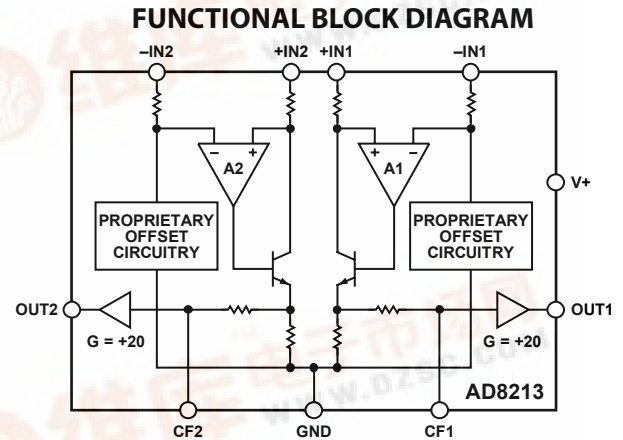 FUNCTIONAL BLOCK DIAGRAM
–IN2 +IN2 +IN1 –IN1
– + + –
A2 A1
V+
PROPRIETARY OFFSET CIRCUITRY
PROPRIETARY OFFSET CIRCUITRY
OUT2 OUT1
G = +20 G = +20
AD8213
CF2 GND CF1